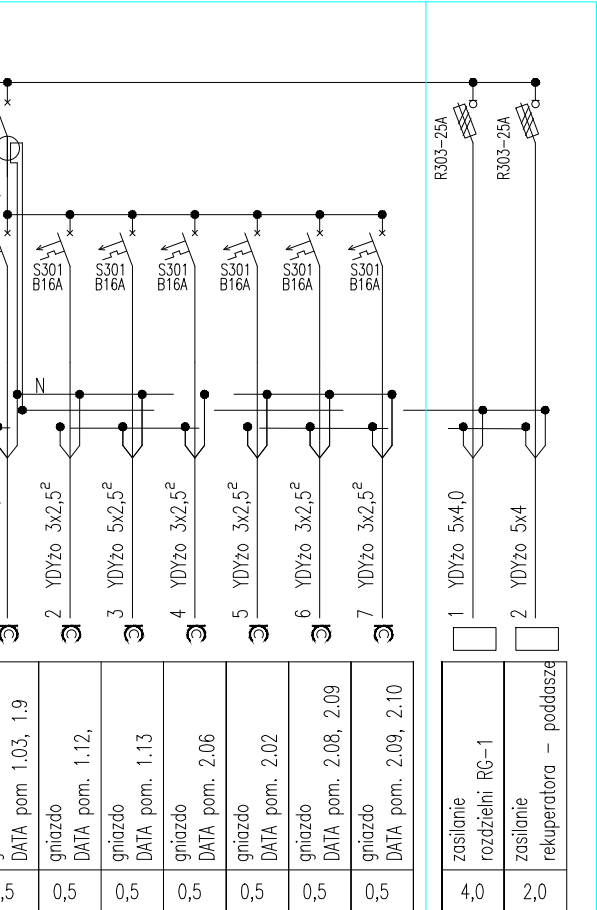 R303-25A
R303-25A
S301
B16A
S301
B16A
S301
B16A
S301
B16A
S301
B16A
S301
B16A
N
2 YDYżo 3x2,5²
3 YDYżo 5x2,5²
4 YDYżo 3x2,5²
5 YDYżo 3x2,5²
6 YDYżo 3x2,5²
7 YDYżo 3x2,5²
1 YDYżo 5x4,0
2 YDYżo 5x4
DATA pom 1.03, 1.9
gniazdo
DATA pom. 1.12,
gniazdo
DATA pom. 1.13
gniazdo
DATA pom. 2.06
gniazdo
DATA pom. 2.02
gniazdo
DATA pom. 2.08, 2.09
gniazdo
DATA pom. 2.09, 2.10
zasilanie
rozdzielni RG-1
zasilanie
rekuperatora – poddasze
,5 0,5 0,5 0,5 0,5 0,5 0,5 4,0 2,0